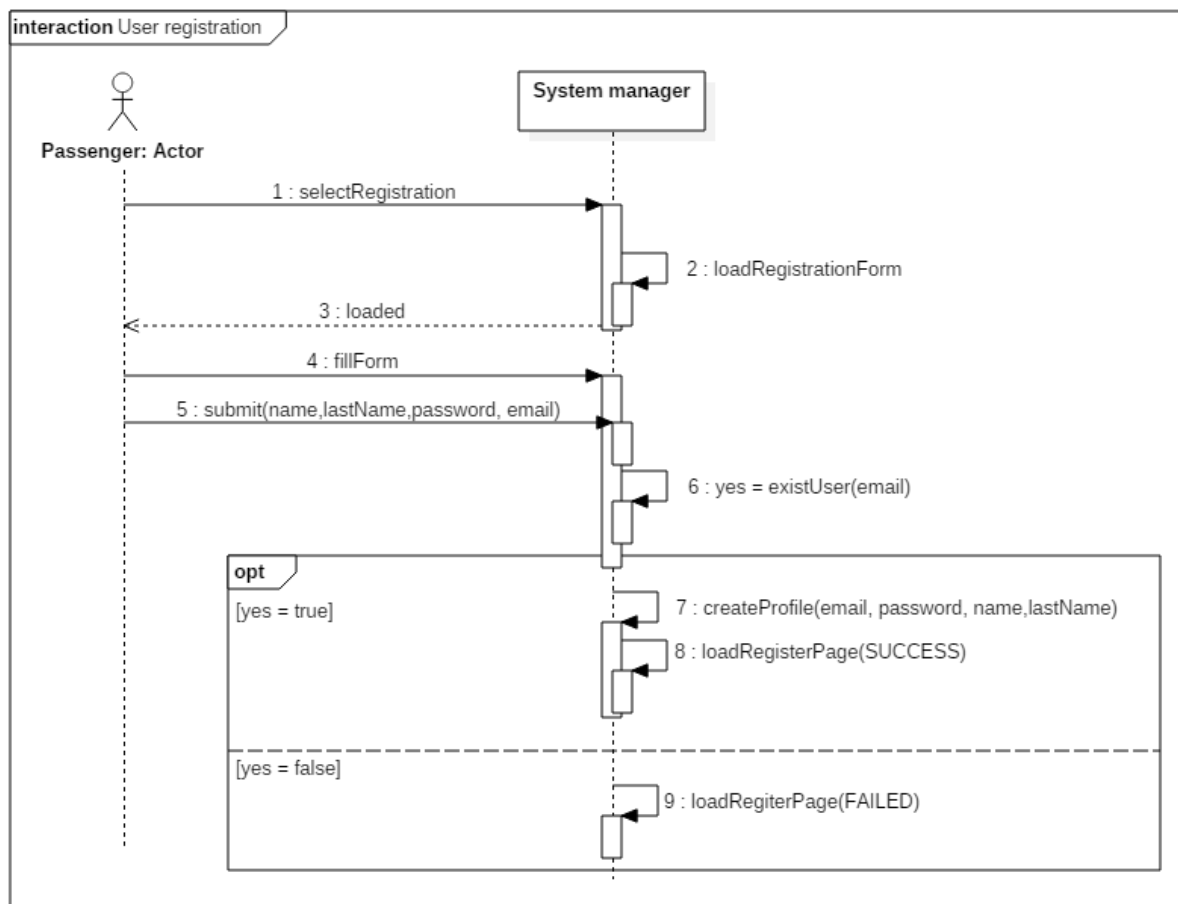 interaction User registration
System manager
Passenger: Actor
1 : selectRegistration
2 : loadRegistrationForm
3 : loaded
4 : fillForm
5 : submit(name,lastName,password, email)
6 : yes = existUser(email)
opt
[yes = true]
7 : createProfile(email, password, name,lastName)
8 : loadRegisterPage(SUCCESS)
[yes = false]
9 : loadRegiterPage(FAILED)